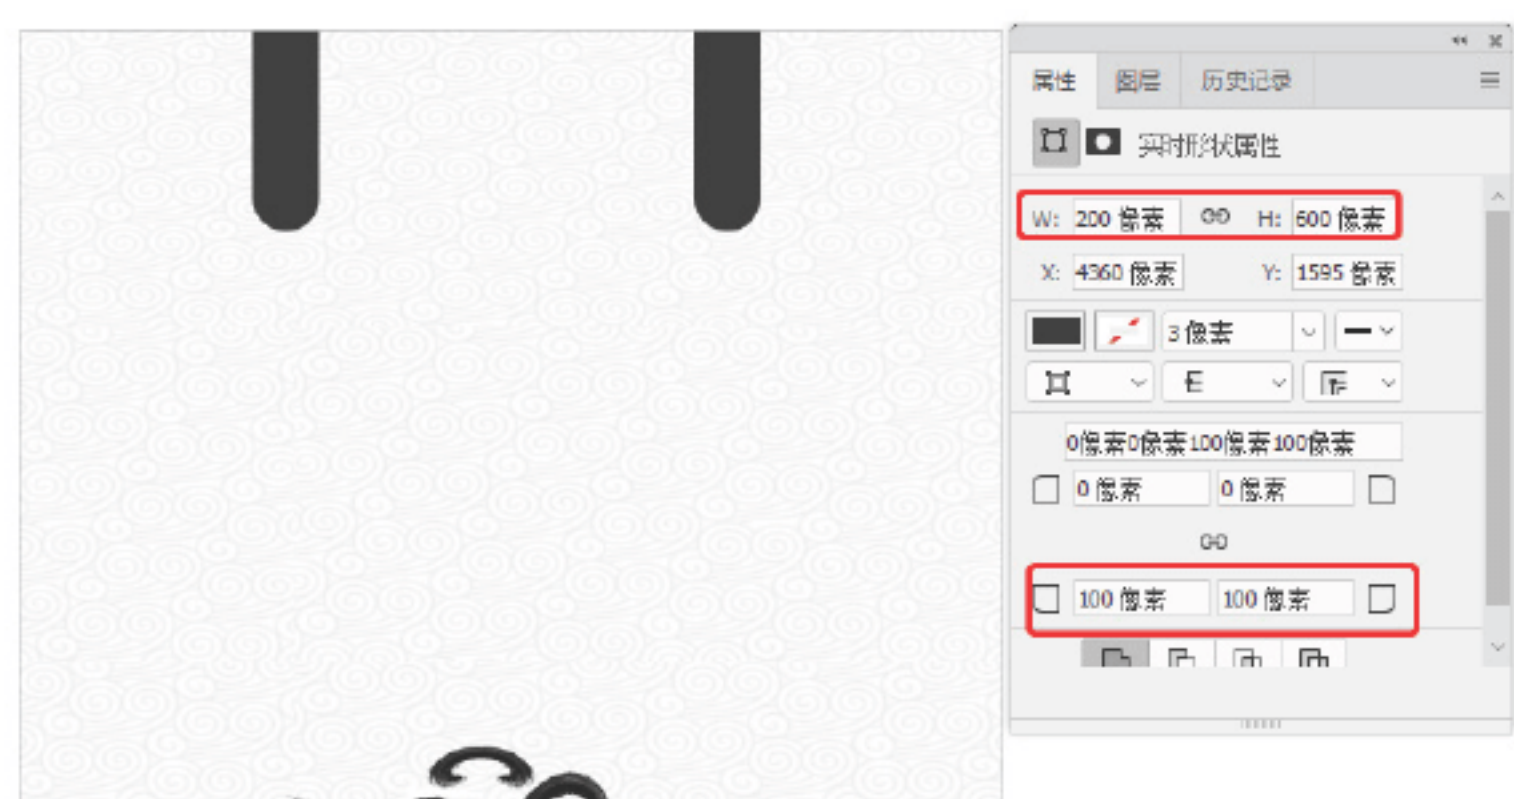 属性 图层 历史记录
实时形状属性
W: 200 像素 H: 600 像素
X: 4360 像素 Y: 1595 像素
3 像素
0像素0像素100像素100像素
0 像素 0 像素
100 像素 100 像素